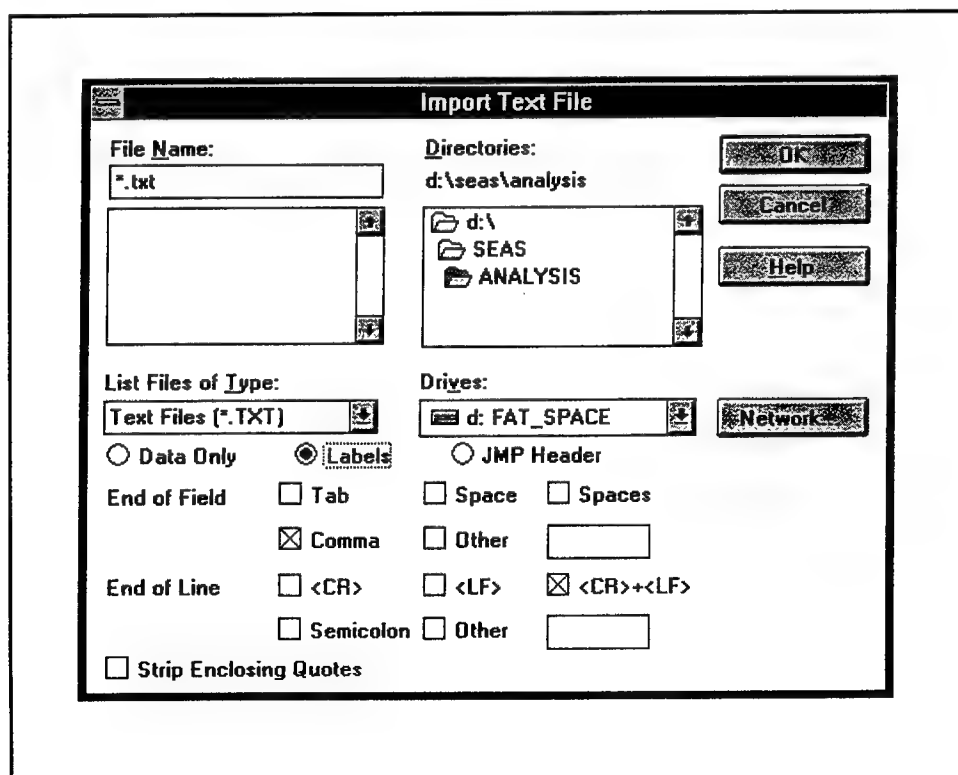 Import Text File
File Name:
*.txt
Directories:
d:\seas\analysis
d:\
SEAS
ANALYSIS
OK
Cancel
Help
List Files of Type:
Text Files (*.TXT)
Drives:
d: FAT_SPACE
Network...
Data Only Labels JMP Header
End of Field Tab Space Spaces
Comma Other
End of Line <CR> <LF> <CR>+<LF>
Semicolon Other
Strip Enclosing Quotes